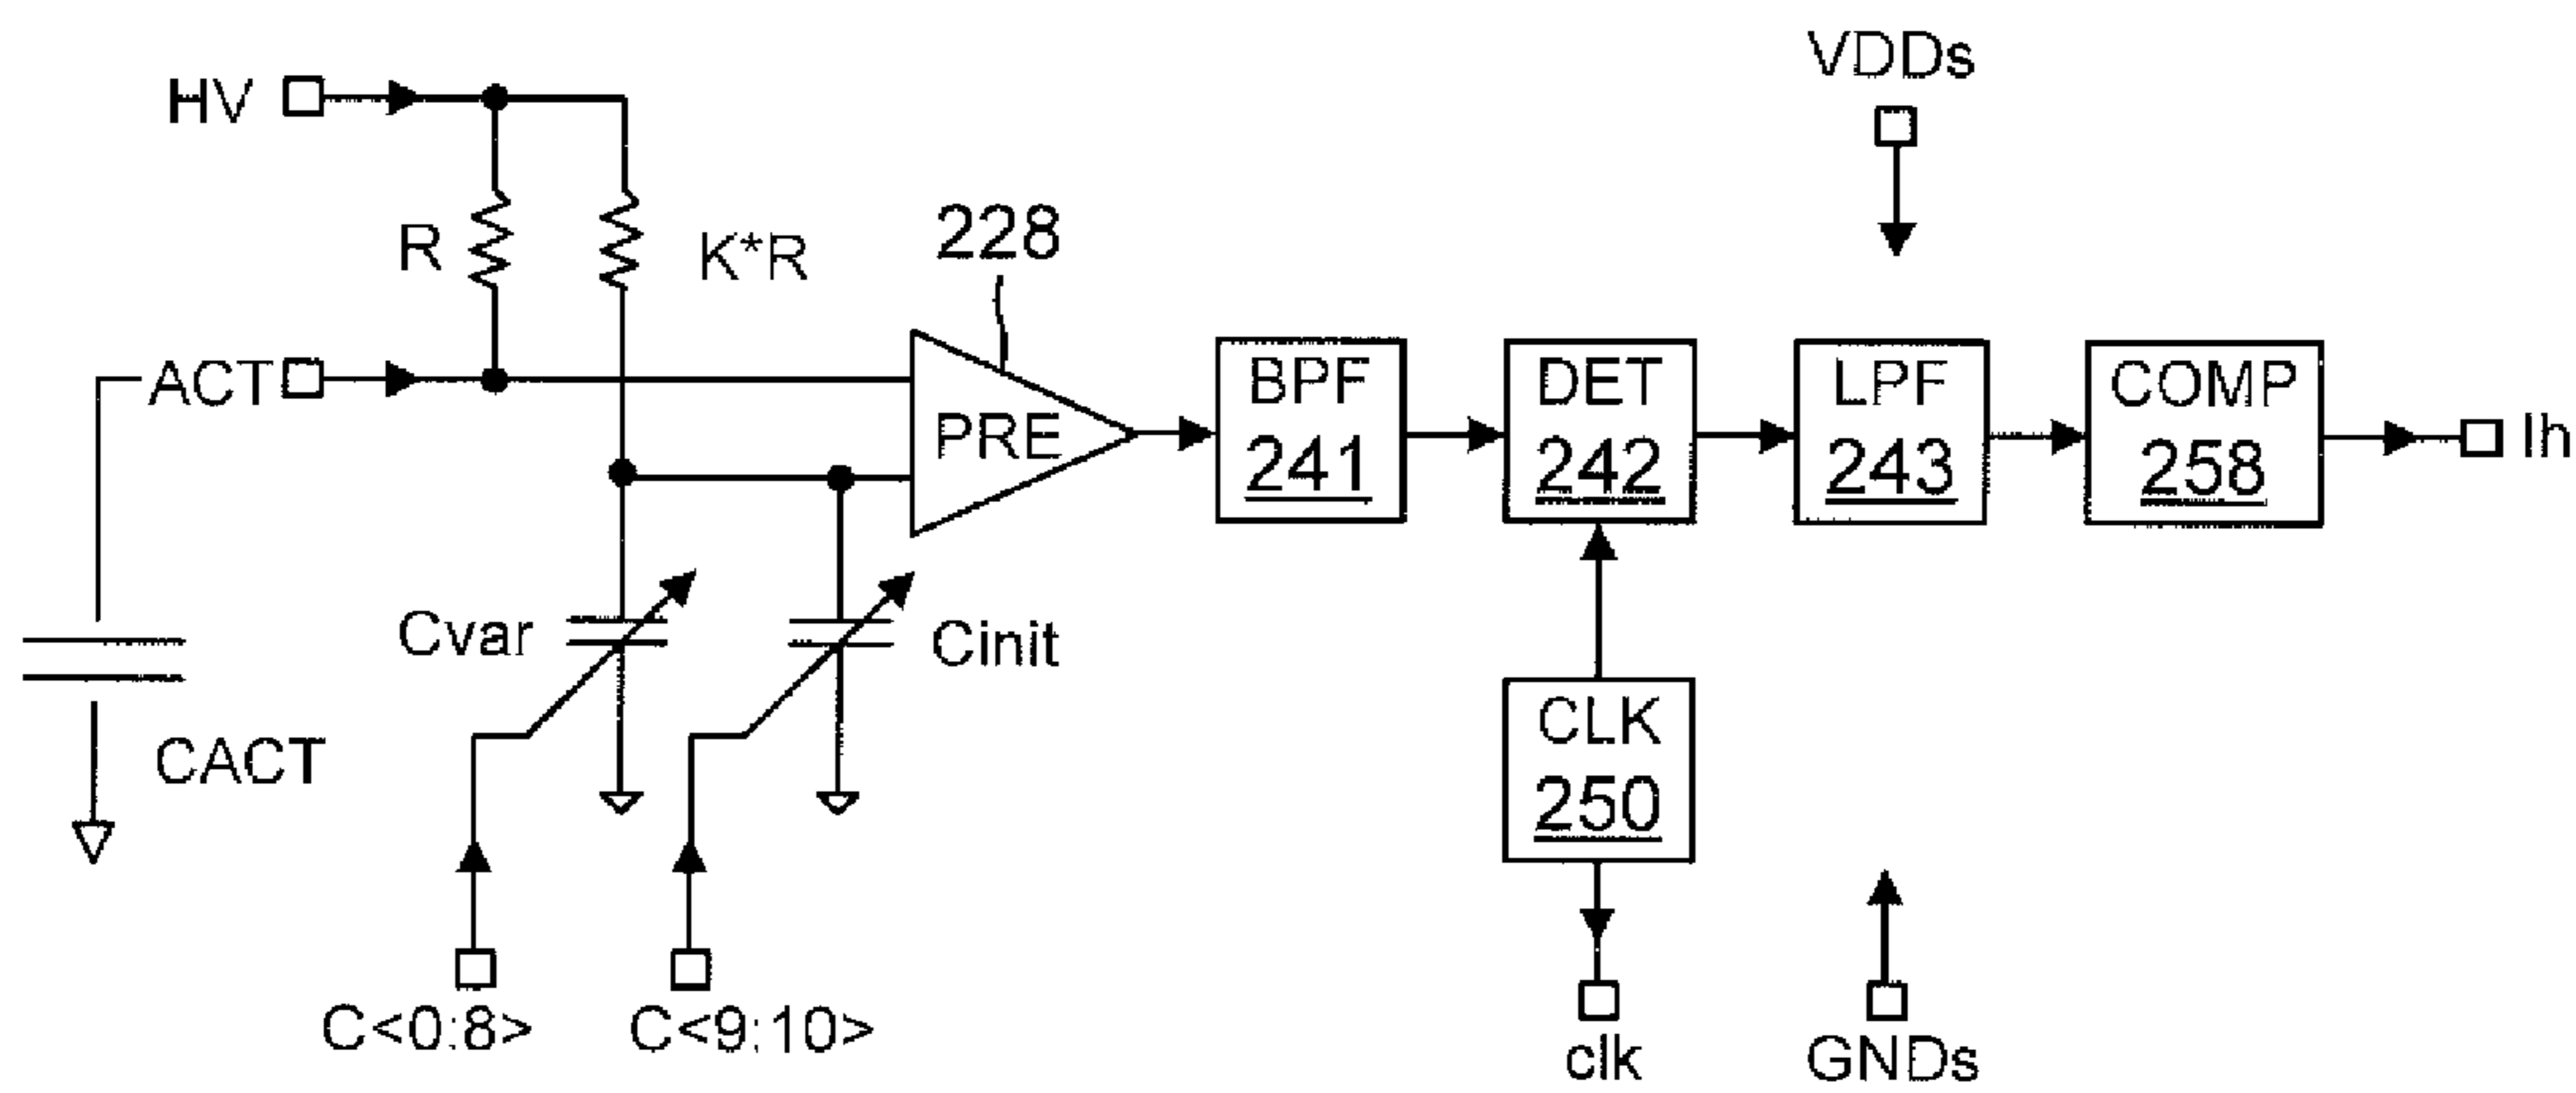 VDDs
HV
R
K*R
228
ACT
PRE
BPF
241
DET
242
LPF
243
COMP
258
lh
Cvar
Cinit
CACT
CLK
250
C<0:8>
C<9:10>
clk
GNDs